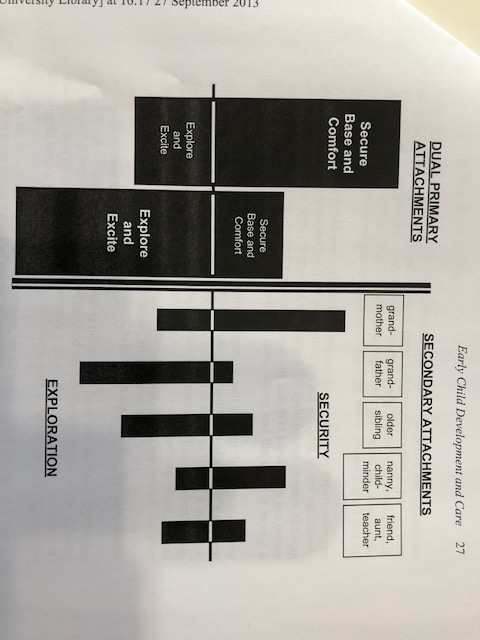 University Library] at 16:17 27 September 2013
Early Child Development and Care 27
DUAL PRIMARY
ATTACHMENTS
SECONDARY ATTACHMENTS
grand-
mother
grand-
father
older
sibling
nanny,
child-
minder
friend,
aunt,
teacher
Secure
Base and
Comfort
Secure
Base and
Comfort
SECURITY
Explore
and
Excite
Explore
and
Excite
EXPLORATION